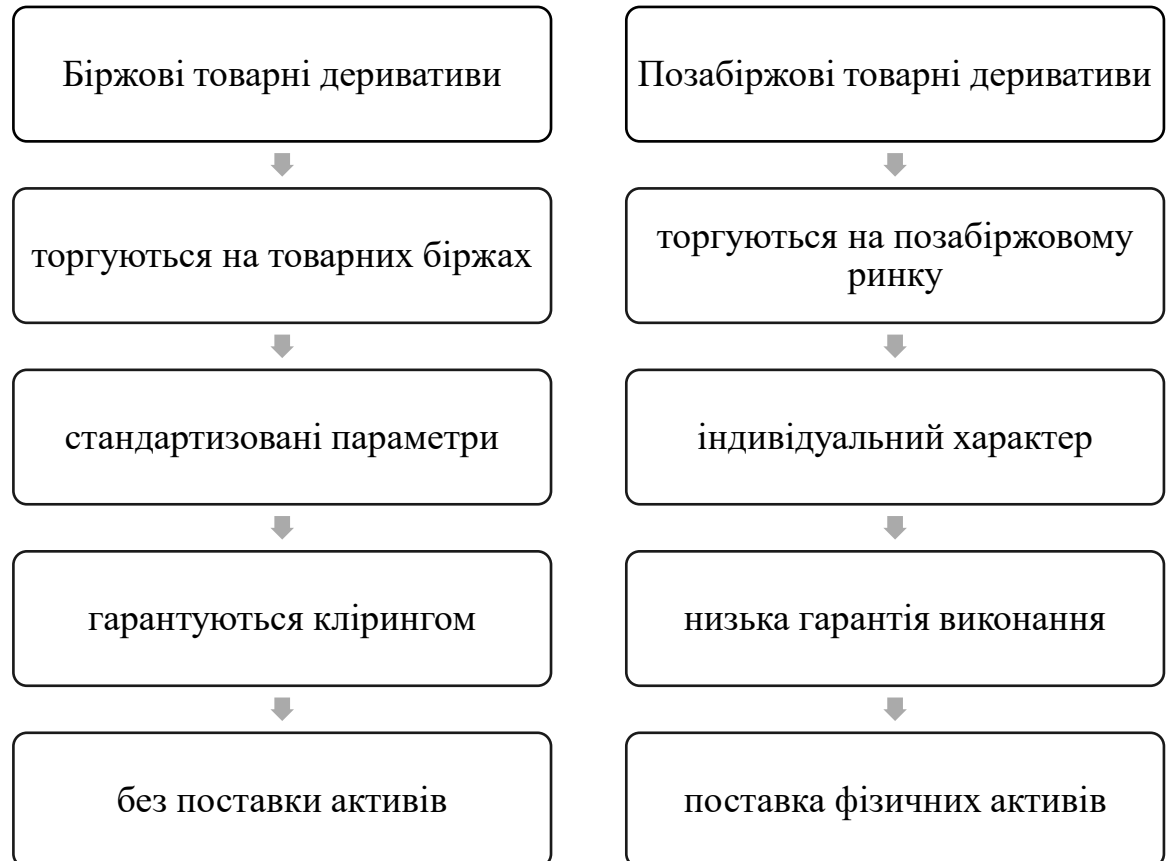 Біржові товарні деривативи
торгуються на товарних біржах
стандартизовані параметри
гарантуються клірингом
без поставки активів
Позабіржові товарні деривативи
торгуються на позабіржовому
ринку
індивідуальний характер
низька гарантія виконання
поставка фізичних активів